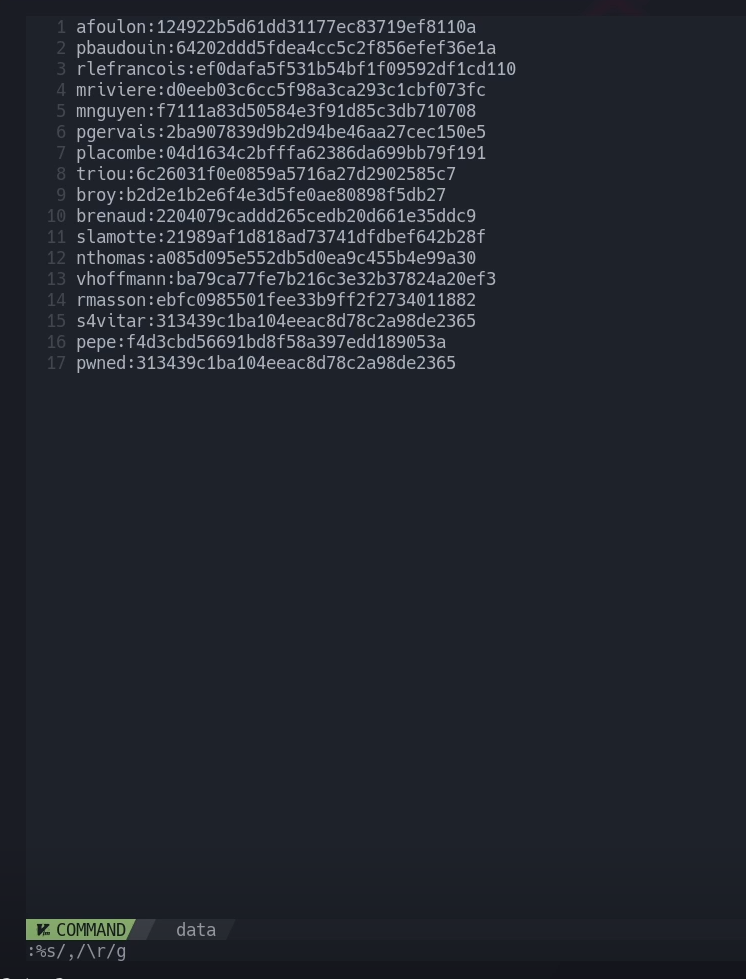 1 afoulon:124922b5d61dd31177ec83719ef8110a
2 pbaudouin:64202ddd5fdea4cc5c2f856efef36e1a
3 rlefrancois:ef0dafa5f531b54bf1f09592df1cd110
4 mriviere:d0eeb03c6cc5f98a3ca293c1cbf073fc
5 mnguyen:f7111a83d50584e3f91d85c3db710708
6 pgervais:2ba907839d9b2d94be46aa27cec150e5
7 placombe:04d1634c2bfffa62386da699bb79f191
8 triou:6c26031f0e0859a5716a27d2902585c7
9 broy:b2d2e1b2e6f4e3d5fe0ae80898f5db27
10 brenaud:2204079caddd265cedb20d661e35ddc9
11 slamotte:21989af1d818ad73741dfdbef642b28f
12 nthomas:a085d095e552db5d0ea9c455b4e99a30
13 vhoffmann:ba79ca77fe7b216c3e32b37824a20ef3
14 rmasson:ebfc0985501fee33b9ff2f2734011882
15 s4vitar:313439c1ba104eeac8d78c2a98de2365
16 pepe:f4d3cbd56691bd8f58a397edd189053a
17 pwned:313439c1ba104eeac8d78c2a98de2365
COMMAND data
:%s/,/\r/g